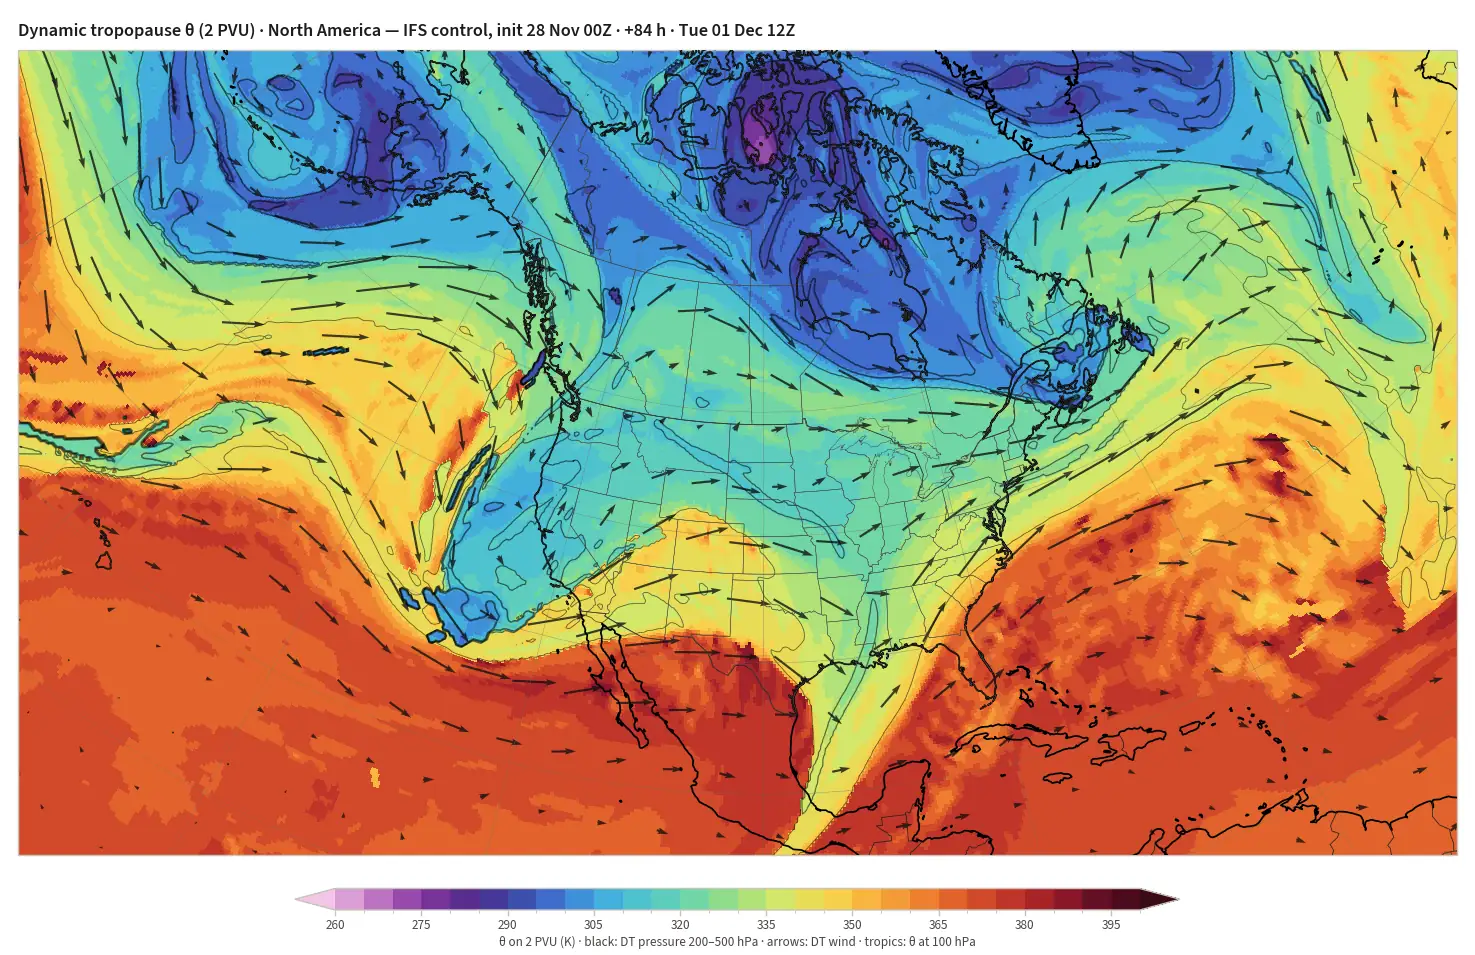 Dynamic tropopause θ (2 PVU) · North America — IFS control, init 28 Nov 00Z · +84 h · Tue 01 Dec 12Z
260 275 290 305 320 335 350 365 380 395
θ on 2 PVU (K) · black: DT pressure 200–500 hPa · arrows: DT wind · tropics: θ at 100 hPa